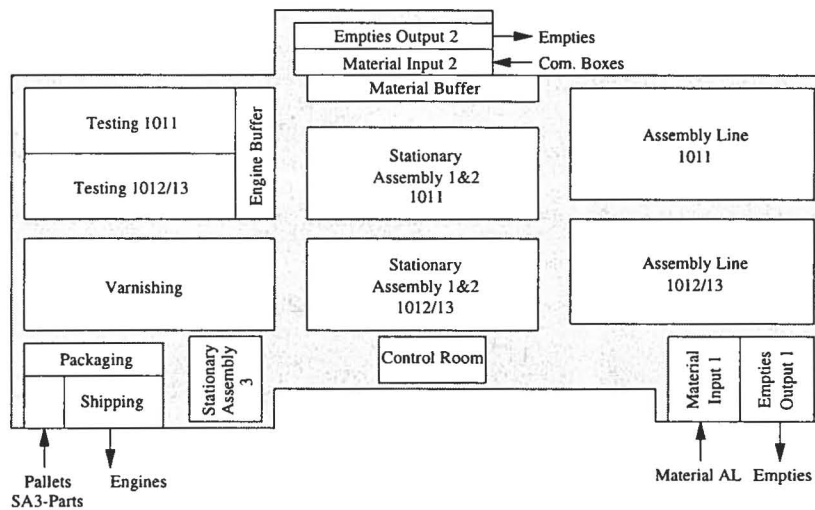 Empties Output 2
Empties
Material Input 2
Com. Boxes
Material Buffer
Testing 1011
Engine Buffer
Testing 1012/13
Stationary
Assembly 1&2
1011
Assembly Line
1011
Varnishing
Stationary
Assembly 1&2
1012/13
Assembly Line
1012/13
Packaging
Shipping
Stationary
Assembly
3
Control Room
Material
Input 1
Empties
Output 1
Pallets
SA3-Parts
Engines
Material AL
Empties